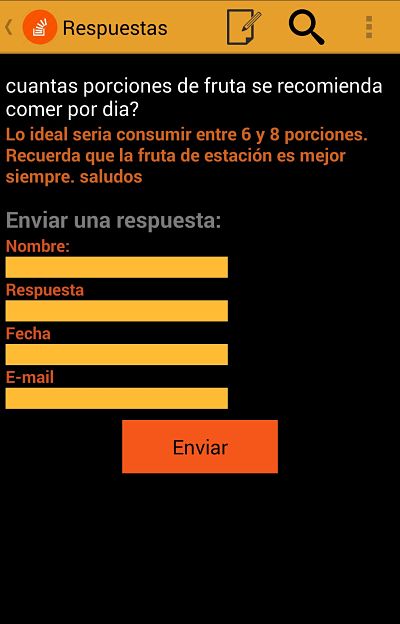 Respuestas
cuantas porciones de fruta se recomienda
comer por dia?
Lo ideal seria consumir entre 6 y 8 porciones.
Recuerda que la fruta de estación es mejor
siempre. saludos
Enviar una respuesta:
Nombre:
Respuesta
Fecha
E-mail
Enviar